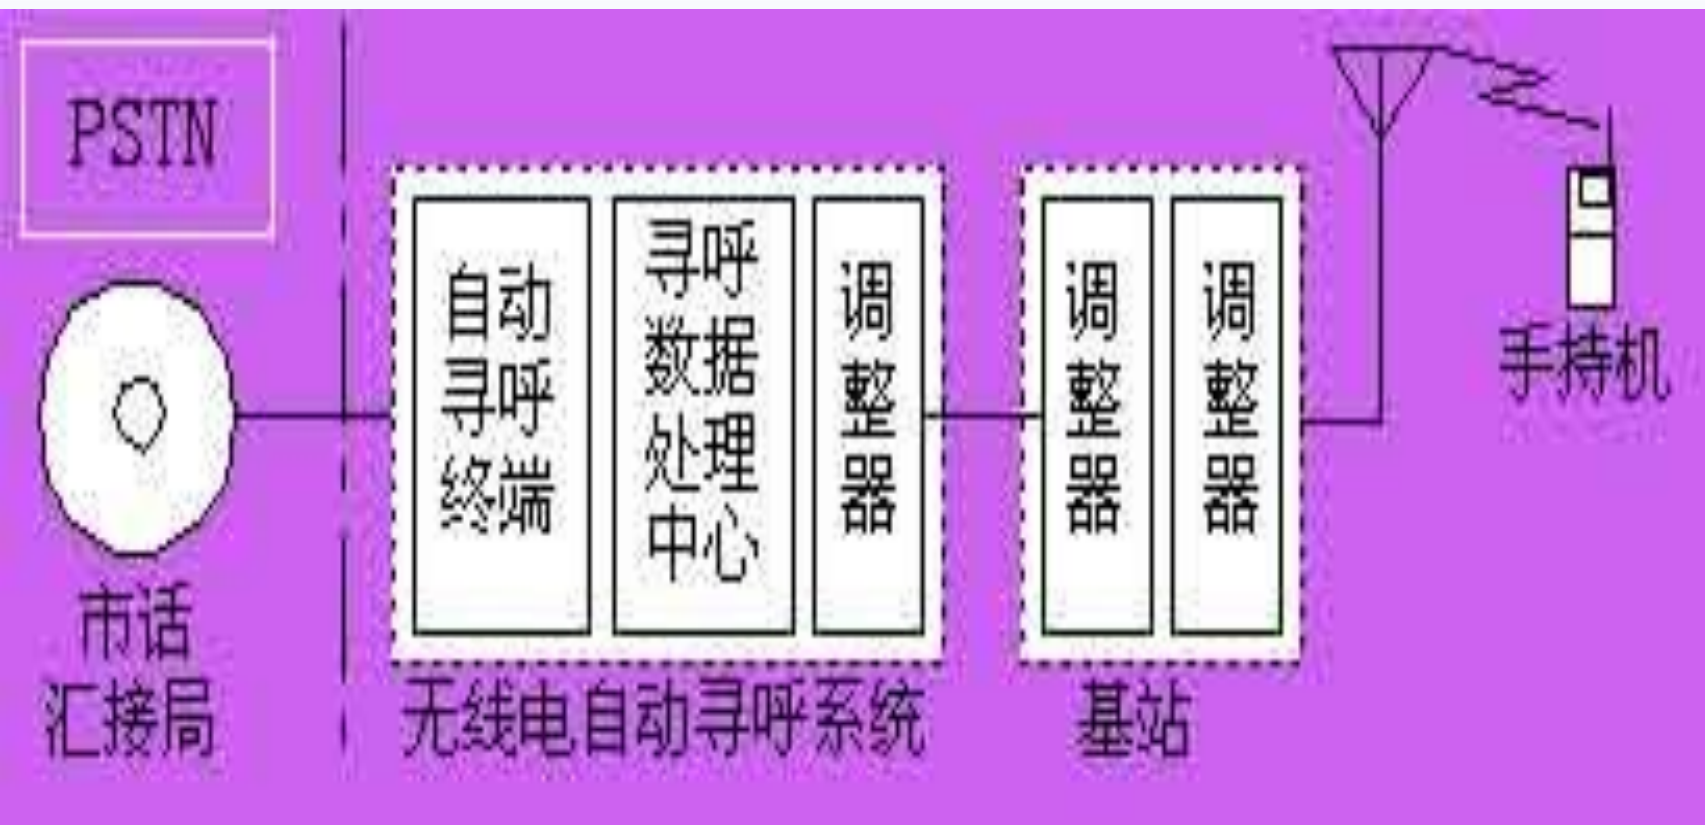 PSTN
市话
汇接局
自动
寻呼
终端
寻呼
数据
处理
中心
调
整
器
无线电自动寻呼系统
调
整
器
调
整
器
基站
手持机